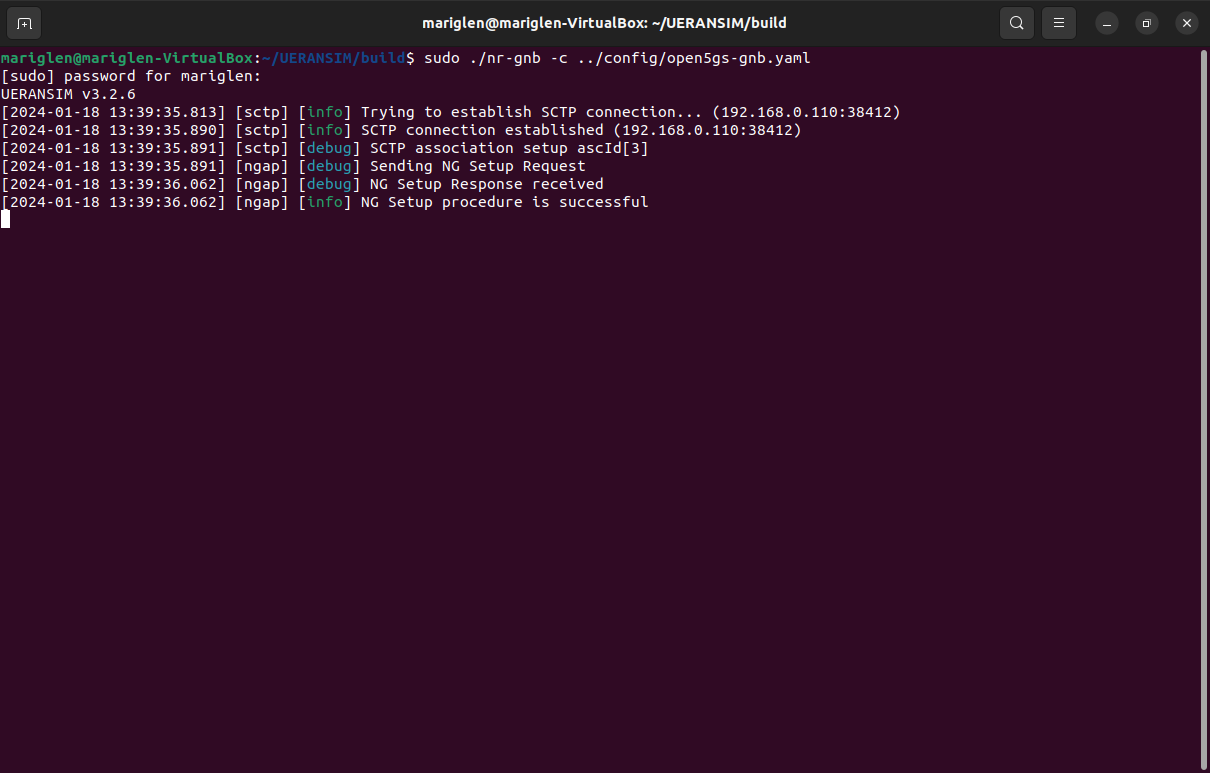 mariglen@mariglen-VirtualBox: ~/UERANSIM/build
mariglen@mariglen-VirtualBox:~/UERANSIM/build$ sudo ./nr-gnb -c ../config/open5gs-gnb.yaml
[sudo] password for mariglen:
UERANSIM v3.2.6
[2024-01-18 13:39:35.813] [sctp] [info] Trying to establish SCTP connection... (192.168.0.110:38412)
[2024-01-18 13:39:35.890] [sctp] [info] SCTP connection established (192.168.0.110:38412)
[2024-01-18 13:39:35.891] [sctp] [debug] SCTP association setup ascId[3]
[2024-01-18 13:39:35.891] [ngap] [debug] Sending NG Setup Request
[2024-01-18 13:39:36.062] [ngap] [debug] NG Setup Response received
[2024-01-18 13:39:36.062] [ngap] [info] NG Setup procedure is successful